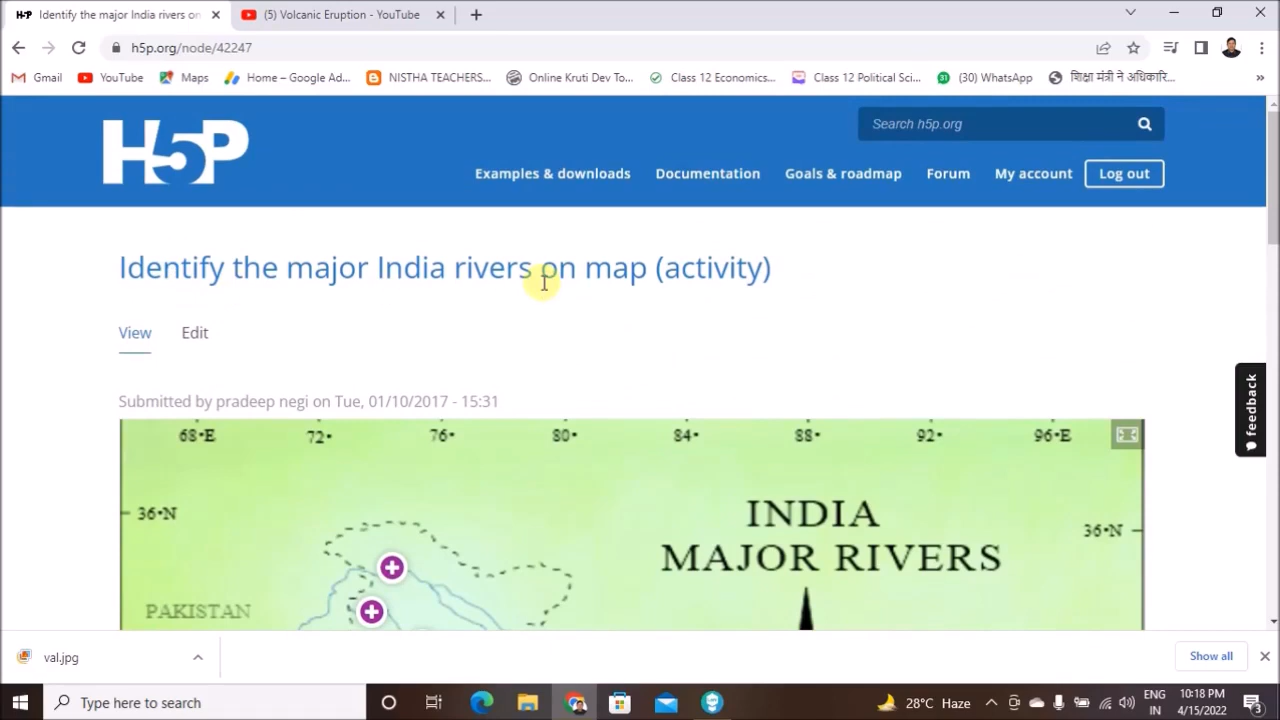 H5P Identify the major India rivers on
(5) Volcanic Eruption - YouTube
h5p.org/node/42247
Gmail
YouTube
Maps
Home – Google Ad...
NISTHA TEACHERS...
Online Kruti Dev To...
Class 12 Economics...
Class 12 Political Sci...
(30) WhatsApp
शिक्षा मंत्री ने अधिकारि...
»
H5P
Search h5p.org
Examples & downloads
Documentation
Goals & roadmap
Forum
My account
Log out
Identify the major India rivers on map (activity)
View
Edit
Submitted by pradeep negi on Tue, 01/10/2017 - 15:31
feedback
68•E 72• 76• 80• 84• 88• 92• 96•E
36•N
INDIA
36•N
MAJOR RIVERS
PAKISTAN
val.jpg
Show all
Type here to search
28°C Haze
ENG
IN
10:18 PM
4/15/2022
3